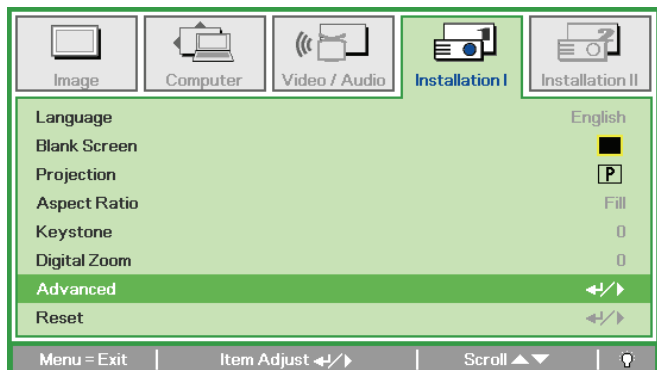 Image Computer Video / Audio Installation I Installation II
Language English
Blank Screen
Projection P
Aspect Ratio Fill
Keystone 0
Digital Zoom 0
Advanced
Reset
Menu = Exit Item Adjust Scroll